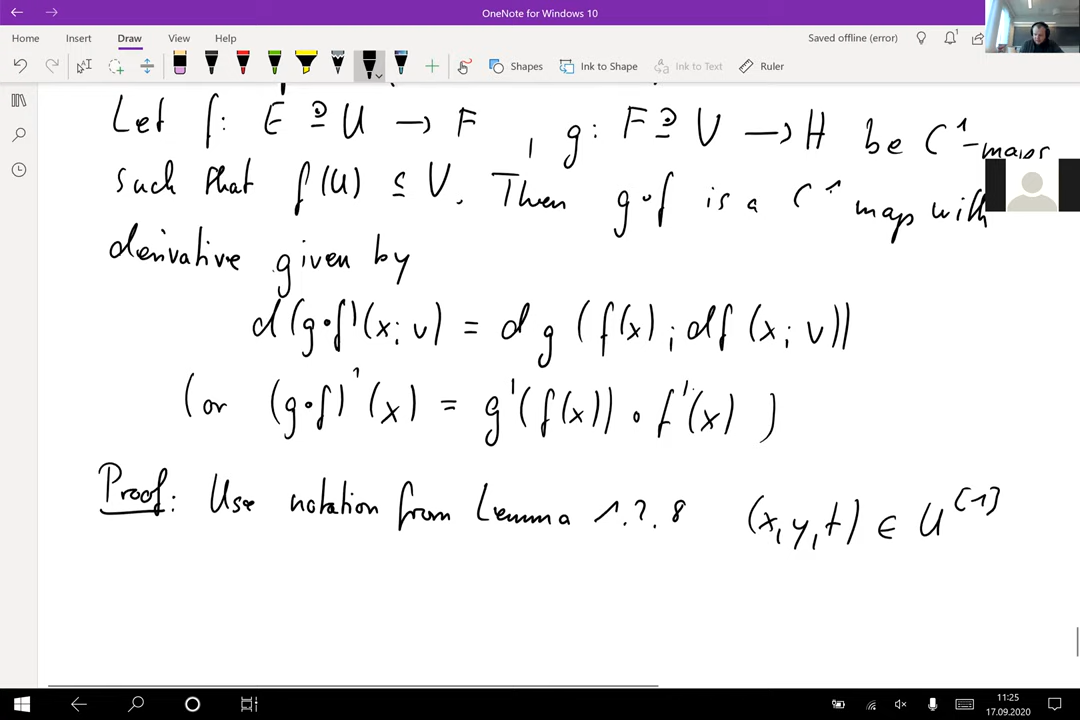 OneNote for Windows 10
Home Insert Draw View Help
Saved offline (error)
Shapes Ink to Shape Ink to Text Ruler
Let f: E ⊇ U → F , g: F ⊇ V → H be C¹-maps
such that f(U) ⊆ V. Then g∘f is a C¹ map with
derivative given by
d(g∘f)(x; v) = dg(f(x); df(x; v))
(or (g∘f)'(x) = g'(f(x)) ∘ f'(x) )
Proof: Use notation from Lemma 1.2.8 (x,y,t) ∈ U^[1]
11:25
17.09.2020